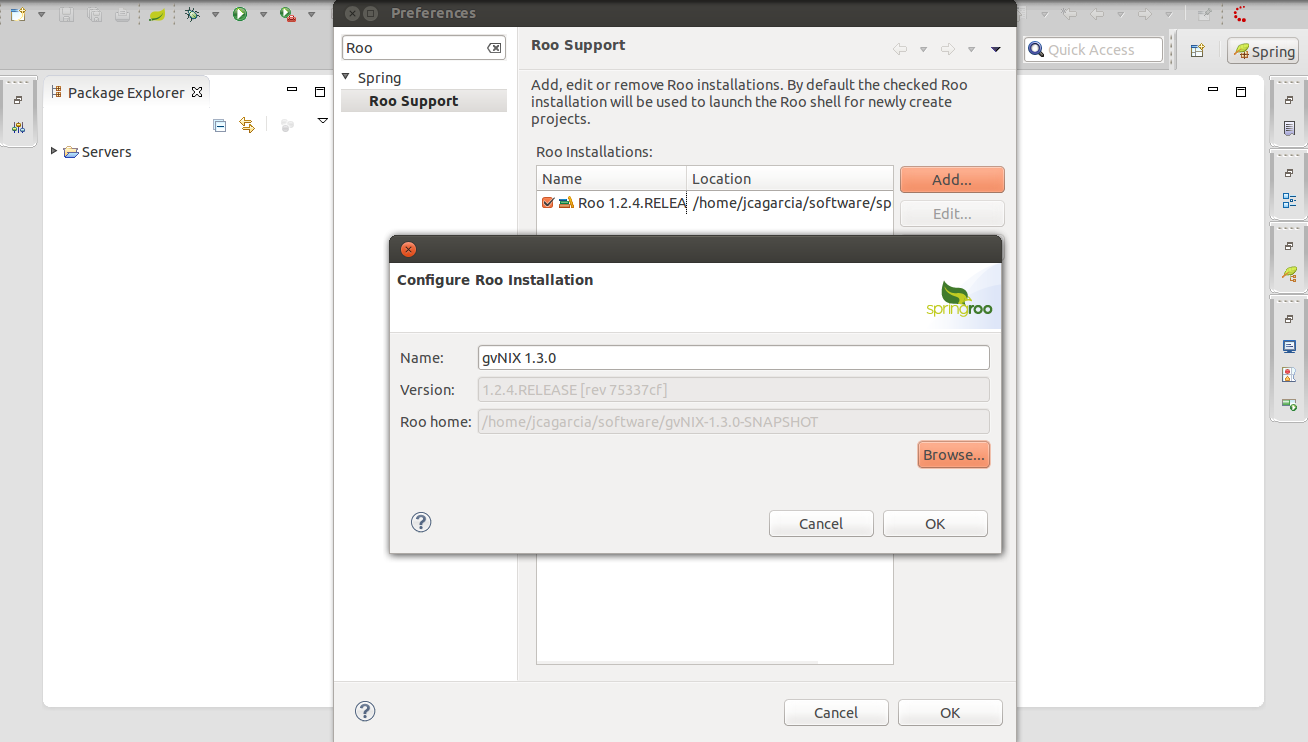 Preferences
Roo
Roo Support
Quick Access
Spring
Package Explorer
Spring
Roo Support
Add, edit or remove Roo installations. By default the checked Roo
installation will be used to launch the Roo shell for newly create
projects.
Servers
Roo Installations:
Name Location
Add...
Roo 1.2.4.RELEA /home/jcagarcia/software/sp
Edit...
Configure Roo Installation
springroo
Name: gvNIX 1.3.0
Version: 1.2.4.RELEASE [rev 75337cf]
Roo home: /home/jcagarcia/software/gvNIX-1.3.0-SNAPSHOT
Browse...
Cancel OK
Cancel OK